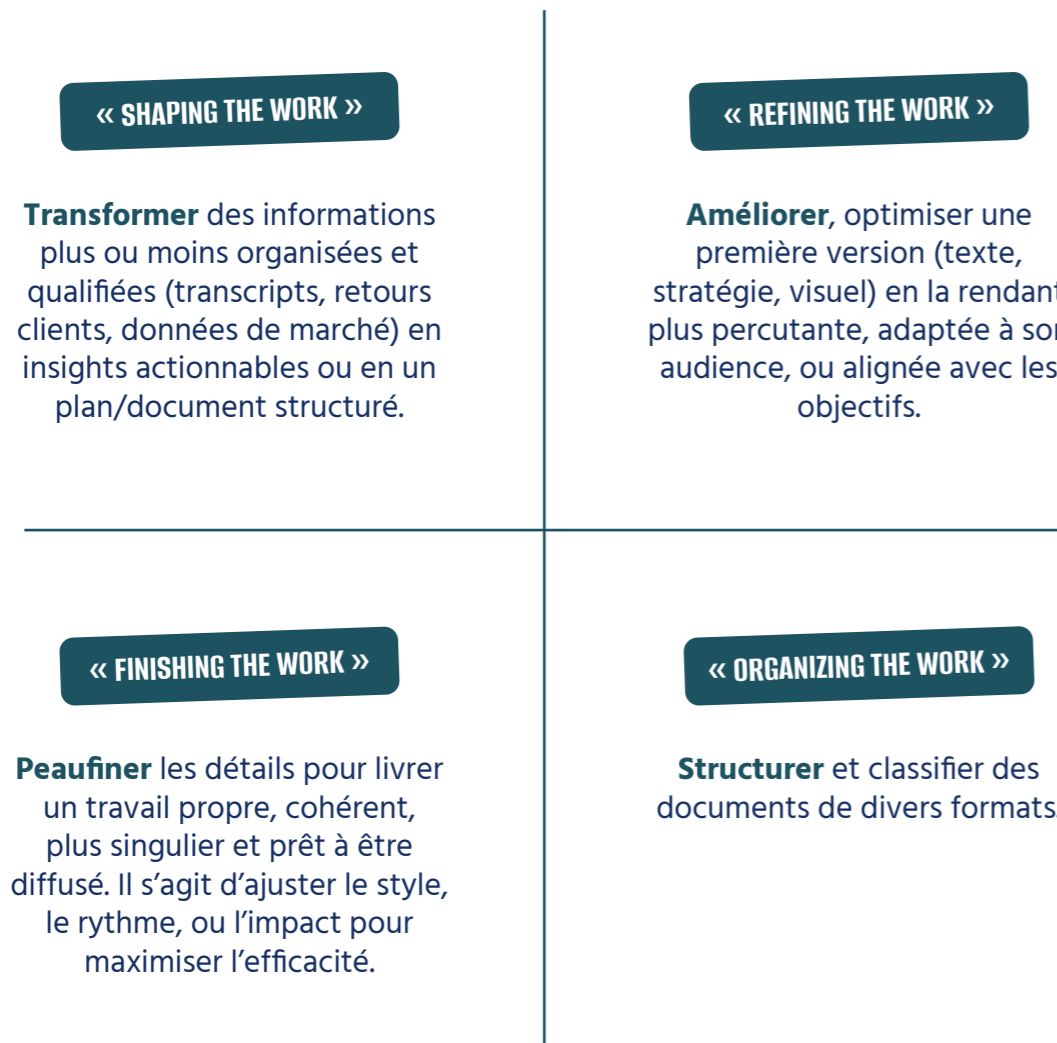 « SHAPING THE WORK »
Transformer des informations
plus ou moins organisées et
qualifiées (transcripts, retours
clients, données de marché) en
insights actionnables ou en un
plan/document structuré.
« REFINING THE WORK »
Améliorer, optimiser une
première version (texte,
stratégie, visuel) en la rendant
plus percutante, adaptée à son
audience, ou alignée avec les
objectifs.
« FINISHING THE WORK »
Peaufiner les détails pour livrer
un travail propre, cohérent,
plus singulier et prêt à être
diffusé. Il s’agit d’ajuster le style,
le rythme, ou l’impact pour
maximiser l’efficacité.
« ORGANIZING THE WORK »
Structurer et classifier des
documents de divers formats.